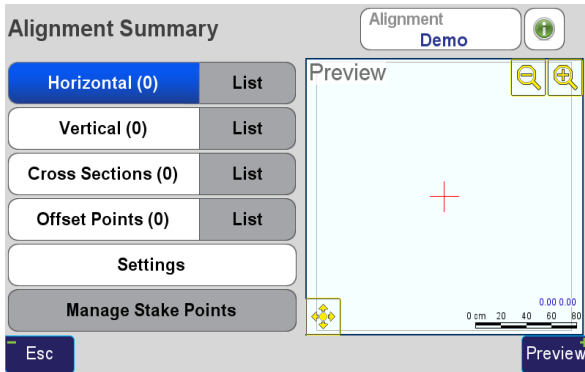 Alignment Summary
Alignment
Demo
Horizontal (0) List
Preview
Vertical (0) List
Cross Sections (0) List
Offset Points (0) List
Settings
Manage Stake Points
0.00 0.00
0 cm 20 40 60 80
Esc
Preview